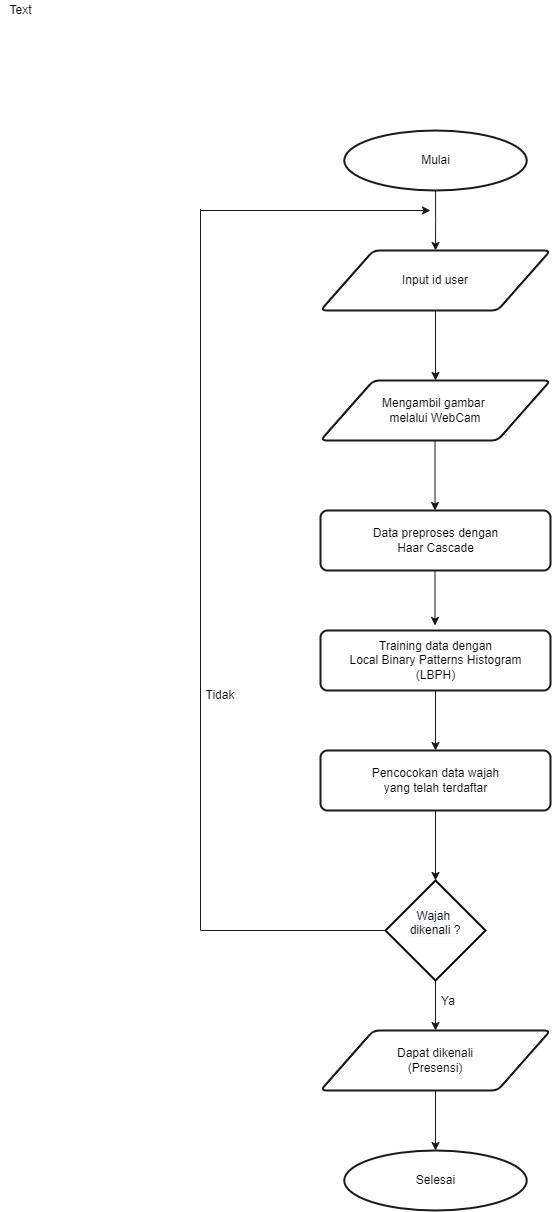 Text
Mulai
Input id user
Mengambil gambar
melalui WebCam
Data preproses dengan
Haar Cascade
Training data dengan
Local Binary Patterns Histogram
(LBPH)
Tidak
Pencocokan data wajah
yang telah terdaftar
Wajah
dikenali ?
Ya
Dapat dikenali
(Presensi)
Selesai